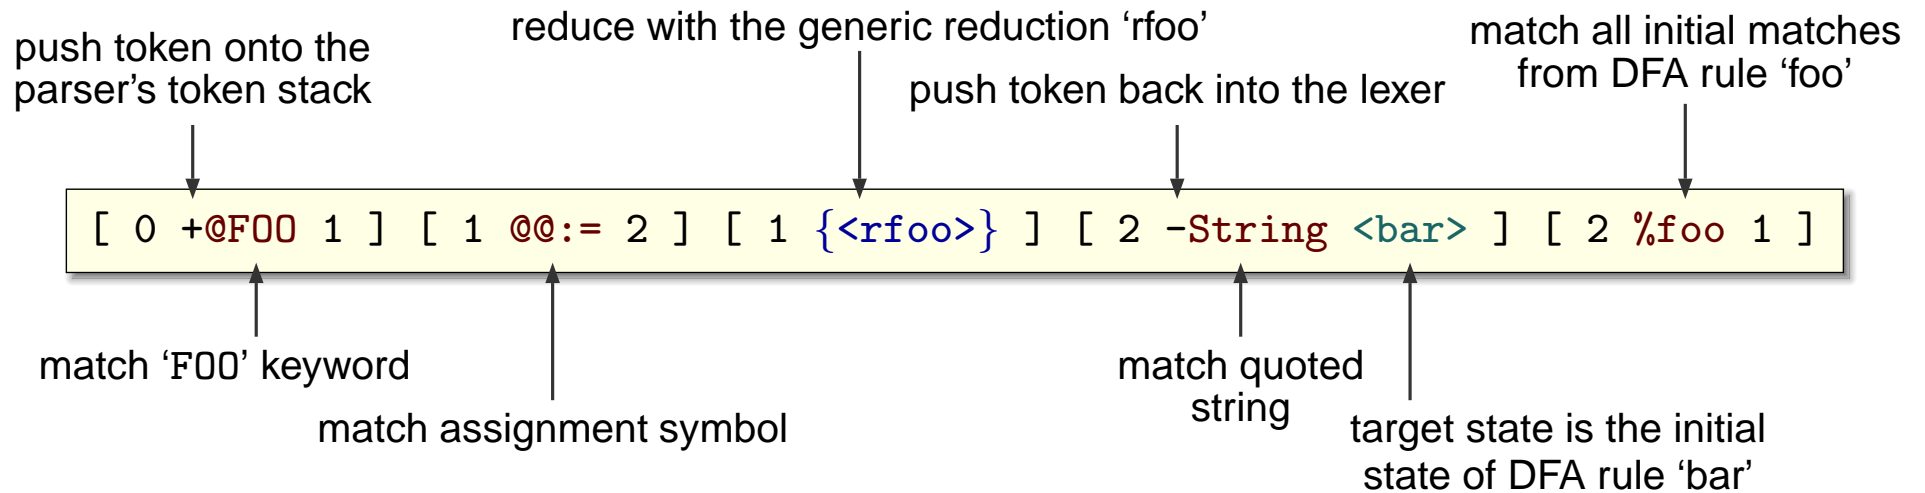 push token onto the
parser’s token stack
reduce with the generic reduction ‘rfoo’
push token back into the lexer
match all initial matches
from DFA rule ‘foo’
[ 0 +@FOO 1 ] [ 1 @@:= 2 ] [ 1 {<rfoo>} ] [ 2 -String <bar> ] [ 2 %foo 1 ]
match ‘FOO’ keyword
match assignment symbol
match quoted
string
target state is the initial
state of DFA rule ‘bar’